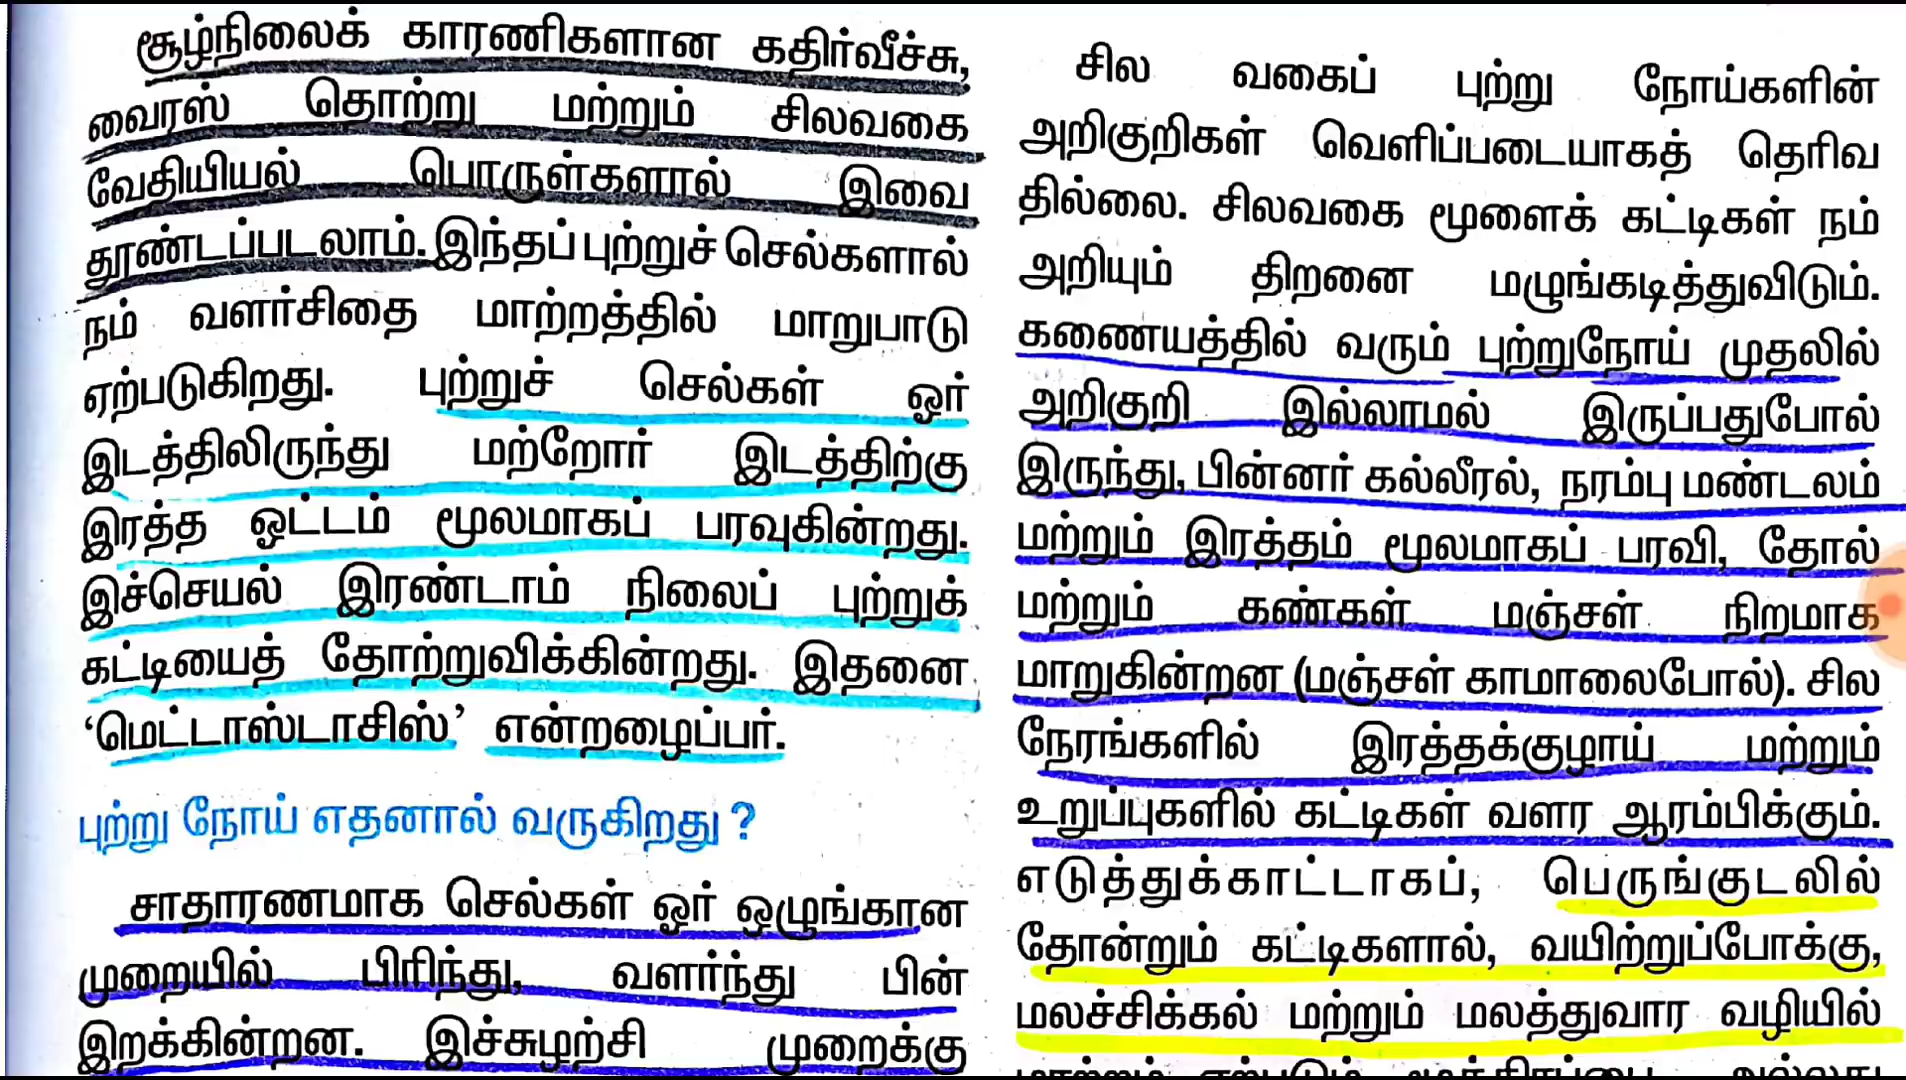 சூழ்நிலைக் காரணிகளான கதிர்வீச்சு,
வைரஸ் தொற்று மற்றும் சிலவகை
வேதியியல் பொருள்களால் இவை
தூண்டப்படலாம். இந்தப் புற்றுச் செல்களால்
நம் வளர்சிதை மாற்றத்தில் மாறுபாடு
ஏற்படுகிறது. புற்றுச் செல்கள் ஓர்
இடத்திலிருந்து மற்றோர் இடத்திற்கு
இரத்த ஓட்டம் மூலமாகப் பரவுகின்றது.
இச்செயல் இரண்டாம் நிலைப் புற்றுக்
கட்டியைத் தோற்றுவிக்கின்றது. இதனை
‘மெட்டாஸ்டாசிஸ்’ என்றழைப்பர்.
புற்று நோய் எதனால் வருகிறது ?
சாதாரணமாக செல்கள் ஓர் ஒழுங்கான
முறையில் பிரிந்து, வளர்ந்து பின்
இறக்கின்றன. இச்சுழற்சி முறைக்கு
சில வகைப் புற்று நோய்களின்
அறிகுறிகள் வெளிப்படையாகத் தெரிவ
தில்லை. சிலவகை மூளைக் கட்டிகள் நம்
அறியும் திறனை மழுங்கடித்துவிடும்.
கணையத்தில் வரும் புற்றுநோய் முதலில்
அறிகுறி இல்லாமல் இருப்பதுபோல்
இருந்து, பின்னர் கல்லீரல், நரம்பு மண்டலம்
மற்றும் இரத்தம் மூலமாகப் பரவி, தோல்
மற்றும் கண்கள் மஞ்சள் நிறமாக
மாறுகின்றன (மஞ்சள் காமாலைபோல்). சில
நேரங்களில் இரத்தக்குழாய் மற்றும்
உறுப்புகளில் கட்டிகள் வளர ஆரம்பிக்கும்.
எடுத்துக்காட்டாகப், பெருங்குடலில்
தோன்றும் கட்டிகளால், வயிற்றுப்போக்கு,
மலச்சிக்கல் மற்றும் மலத்துவார வழியில்